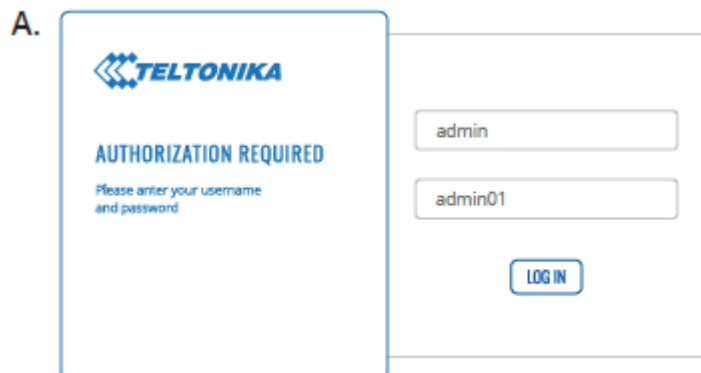 A.
TELTONIKA
AUTHORIZATION REQUIRED
Please anter your username
and password
admin
admin01
LOG IN